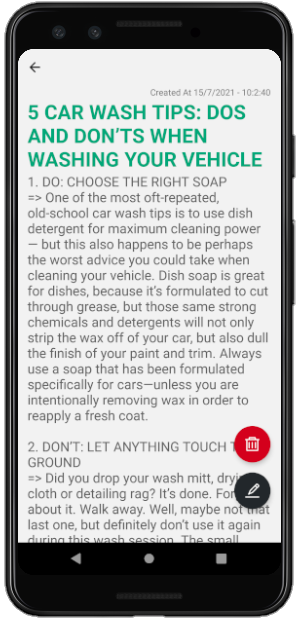 Created At 15/7/2021 - 10:2:40
5 CAR WASH TIPS: DOS
AND DON'TS WHEN
WASHING YOUR VEHICLE
1. DO: CHOOSE THE RIGHT SOAP
=> One of the most oft-repeated,
old-school car wash tips is to use dish
detergent for maximum cleaning power
— but this also happens to be perhaps
the worst advice you could take when
cleaning your vehicle. Dish soap is great
for dishes, because it's formulated to cut
through grease, but those same strong
chemicals and detergents will not only
strip the wax off of your car, but also dull
the finish of your paint and trim. Always
use a soap that has been formulated
specifically for cars—unless you are
intentionally removing wax in order to
reapply a fresh coat.
2. DON'T: LET ANYTHING TOUCH
GROUND
=> Did you drop your wash mitt,
cloth or detailing rag? It's done.
about it. Walk away. Well, maybe not that
last one, but definitely don't use it again
during this wash session. The small